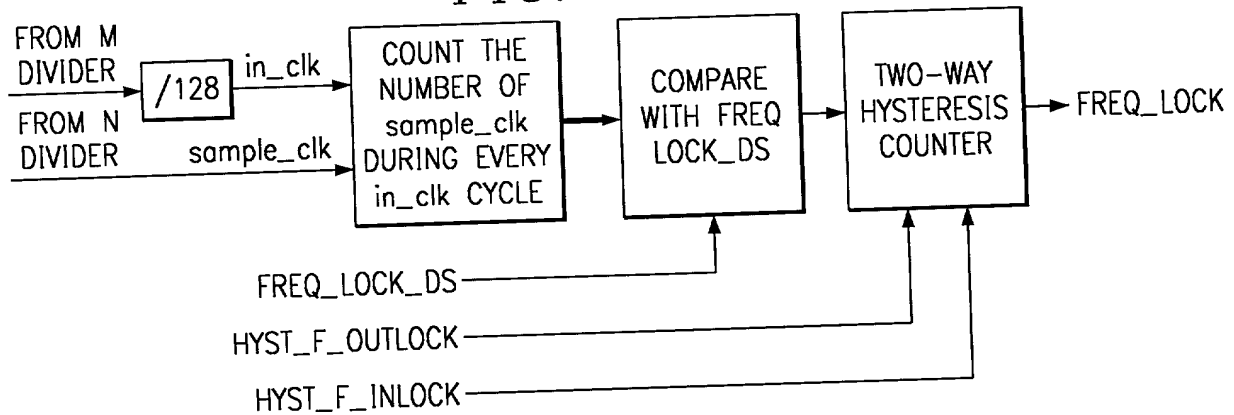 FROM M
DIVIDER
/128
in_clk
FROM N
DIVIDER
sample_clk
COUNT THE
NUMBER OF
sample_clk
DURING EVERY
in_clk CYCLE
COMPARE
WITH FREQ
LOCK_DS
TWO-WAY
HYSTERESIS
COUNTER
FREQ_LOCK
FREQ_LOCK_DS
HYST_F_OUTLOCK
HYST_F_INLOCK